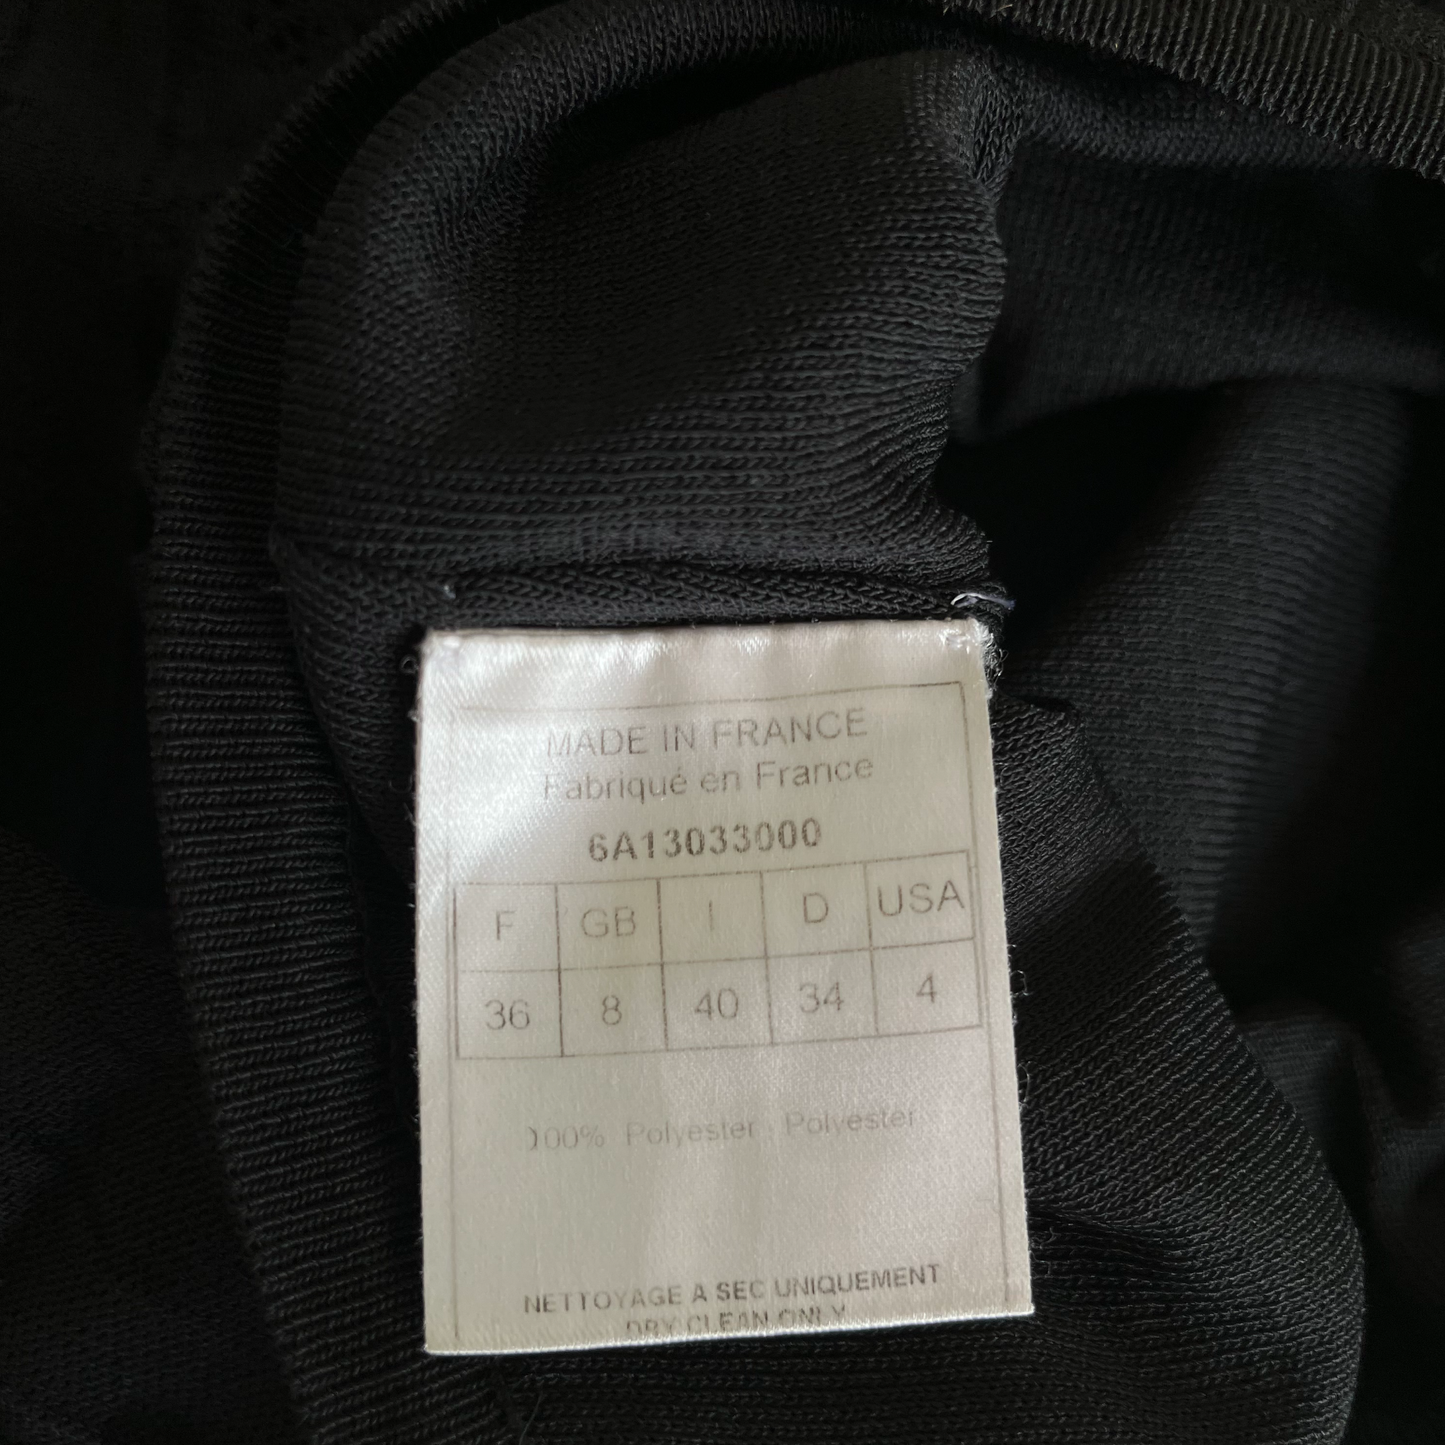 MADE IN FRANCE
Fabriqué en France
6A13033000
F GB I D USA
36 8 40 34 4
100% Polyester Polyester
NETTOYAGE A SEC UNIQUEMENT
DRY CLEAN ONLY